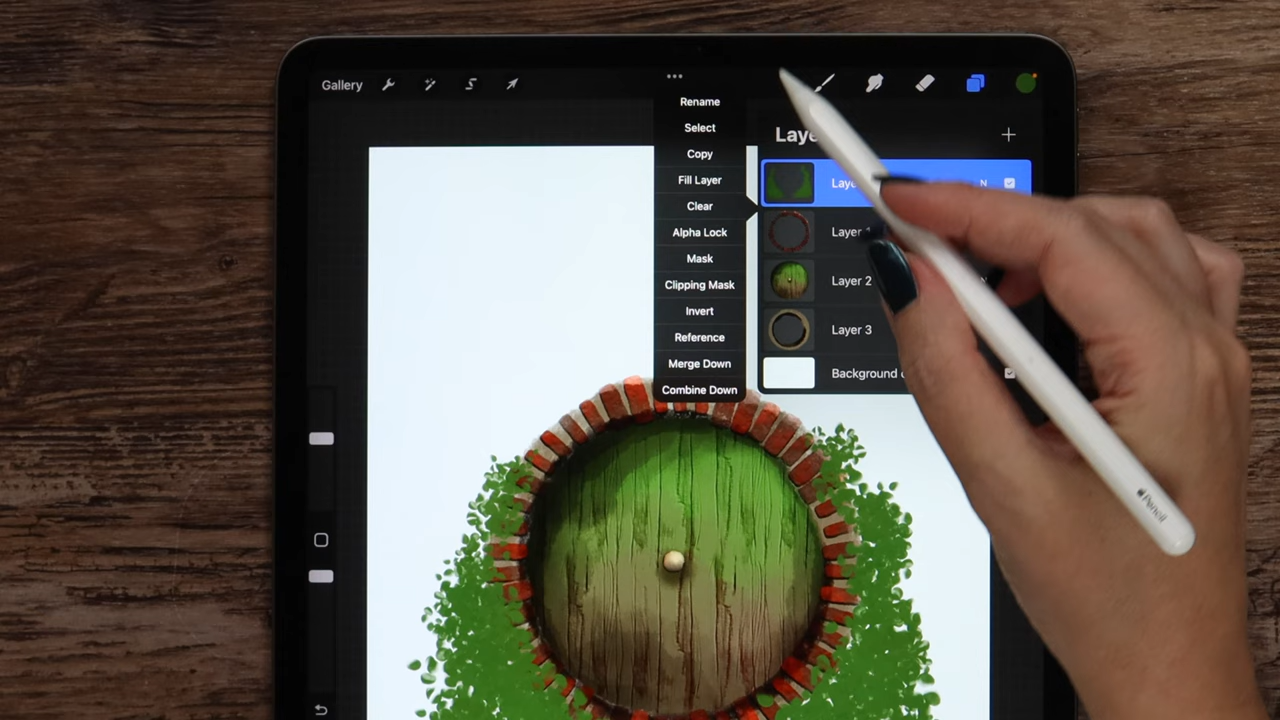 Gallery
Rename
Select
Copy
Fill Layer
Clear
Alpha Lock
Mask
Clipping Mask
Invert
Reference
Merge Down
Combine Down
N
Layer 2
Layer 3
Background
Pencil